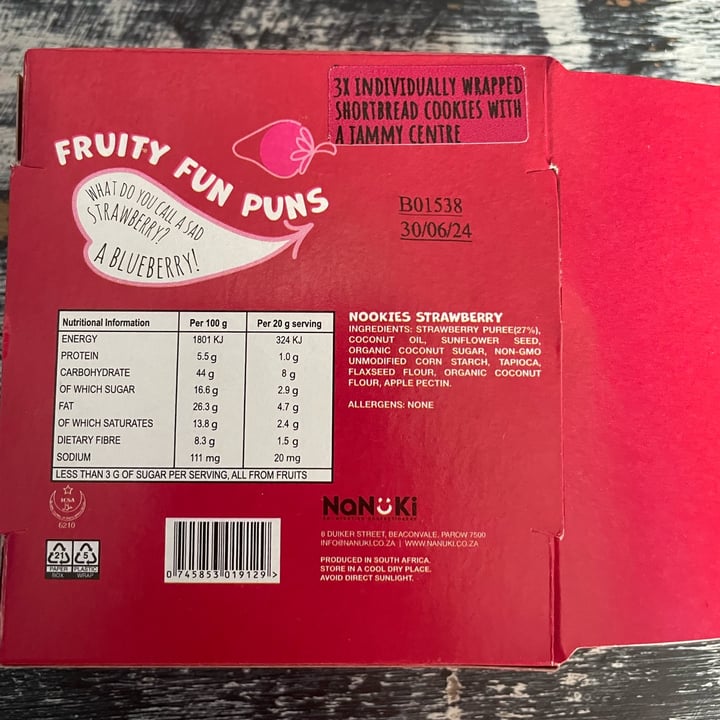 3X INDIVIDUALLY WRAPPED
SHORTBREAD COOKIES WITH
A JAMMY CENTRE
FRUITY FUN PUNS
WHAT DO YOU CALL A SAD
STRAWBERRY?
A BLUEBERRY!
B01538
30/06/24
Nutritional Information Per 100 g Per 20 g serving
ENERGY 1801 KJ 324 KJ
PROTEIN 5.5 g 1.0 g
CARBOHYDRATE 44 g 8 g
OF WHICH SUGAR 16.6 g 2.9 g
FAT 26.3 g 4.7 g
OF WHICH SATURATES 13.8 g 2.4 g
DIETARY FIBRE 8.3 g 1.5 g
SODIUM 111 mg 20 mg
LESS THAN 3 G OF SUGAR PER SERVING, ALL FROM FRUITS
NOOKIES STRAWBERRY
INGREDIENTS: STRAWBERRY PUREE(27%),
COCONUT OIL, SUNFLOWER SEED,
ORGANIC COCONUT SUGAR, NON-GMO
UNMODIFIED CORN STARCH, TAPIOCA,
FLAXSEED FLOUR, ORGANIC COCONUT
FLOUR, APPLE PECTIN.
ALLERGENS: NONE
ICSA
6210
21 5
PAPER PLASTIC
BOX WRAP
0 745853 019129 >
NaNUKi
8 DUIKER STREET, BEACONVALE, PAROW 7500
INFO@NANUKI.CO.ZA | WWW.NANUKI.CO.ZA
PRODUCED IN SOUTH AFRICA.
STORE IN A COOL DRY PLACE.
AVOID DIRECT SUNLIGHT.